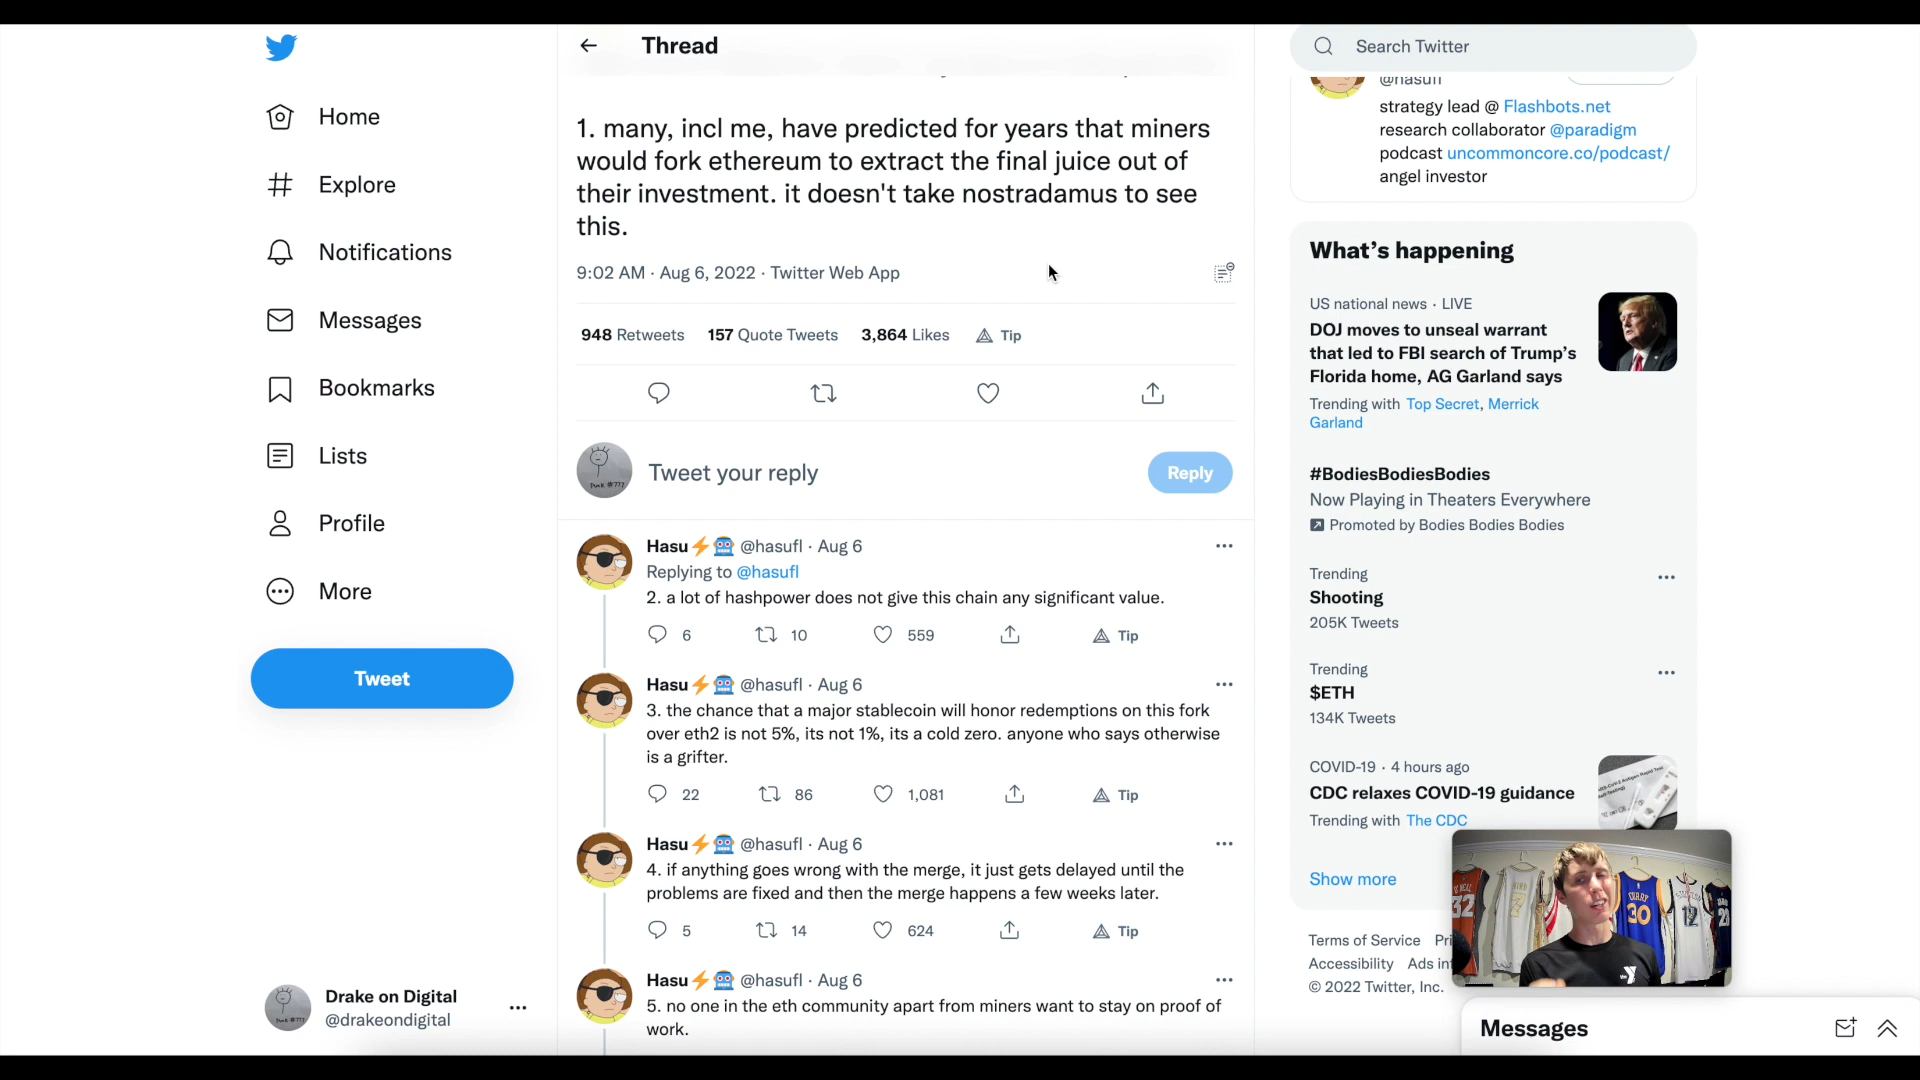 Home
Explore
Notifications
Messages
Bookmarks
Lists
Profile
More
Tweet
Drake on Digital
@drakeondigital
Thread
1. many, incl me, have predicted for years that miners
would fork ethereum to extract the final juice out of
their investment. it doesn't take nostradamus to see
this.
9:02 AM · Aug 6, 2022 · Twitter Web App
948 Retweets 157 Quote Tweets 3,864 Likes Tip
Tweet your reply
Reply
Hasu⚡🤖 @hasufl · Aug 6
Replying to @hasufl
2. a lot of hashpower does not give this chain any significant value.
6 10 559 Tip
Hasu⚡🤖 @hasufl · Aug 6
3. the chance that a major stablecoin will honor redemptions on this fork
over eth2 is not 5%, its not 1%, its a cold zero. anyone who says otherwise
is a grifter.
22 86 1,081 Tip
Hasu⚡🤖 @hasufl · Aug 6
4. if anything goes wrong with the merge, it just gets delayed until the
problems are fixed and then the merge happens a few weeks later.
5 14 624 Tip
Hasu⚡🤖 @hasufl · Aug 6
5. no one in the eth community apart from miners want to stay on proof of
work.
Search Twitter
@hasufl
strategy lead @ Flashbots.net
research collaborator @paradigm
podcast uncommoncore.co/podcast/
angel investor
What's happening
US national news · LIVE
DOJ moves to unseal warrant
that led to FBI search of Trump's
Florida home, AG Garland says
Trending with Top Secret, Merrick
Garland
#BodiesBodiesBodies
Now Playing in Theaters Everywhere
Promoted by Bodies Bodies Bodies
Trending
Shooting
205K Tweets
Trending
$ETH
134K Tweets
COVID-19 · 4 hours ago
CDC relaxes COVID-19 guidance
Trending with The CDC
Show more
32
30
Terms of Service Pri
Accessibility Ads in
© 2022 Twitter, Inc.
Messages